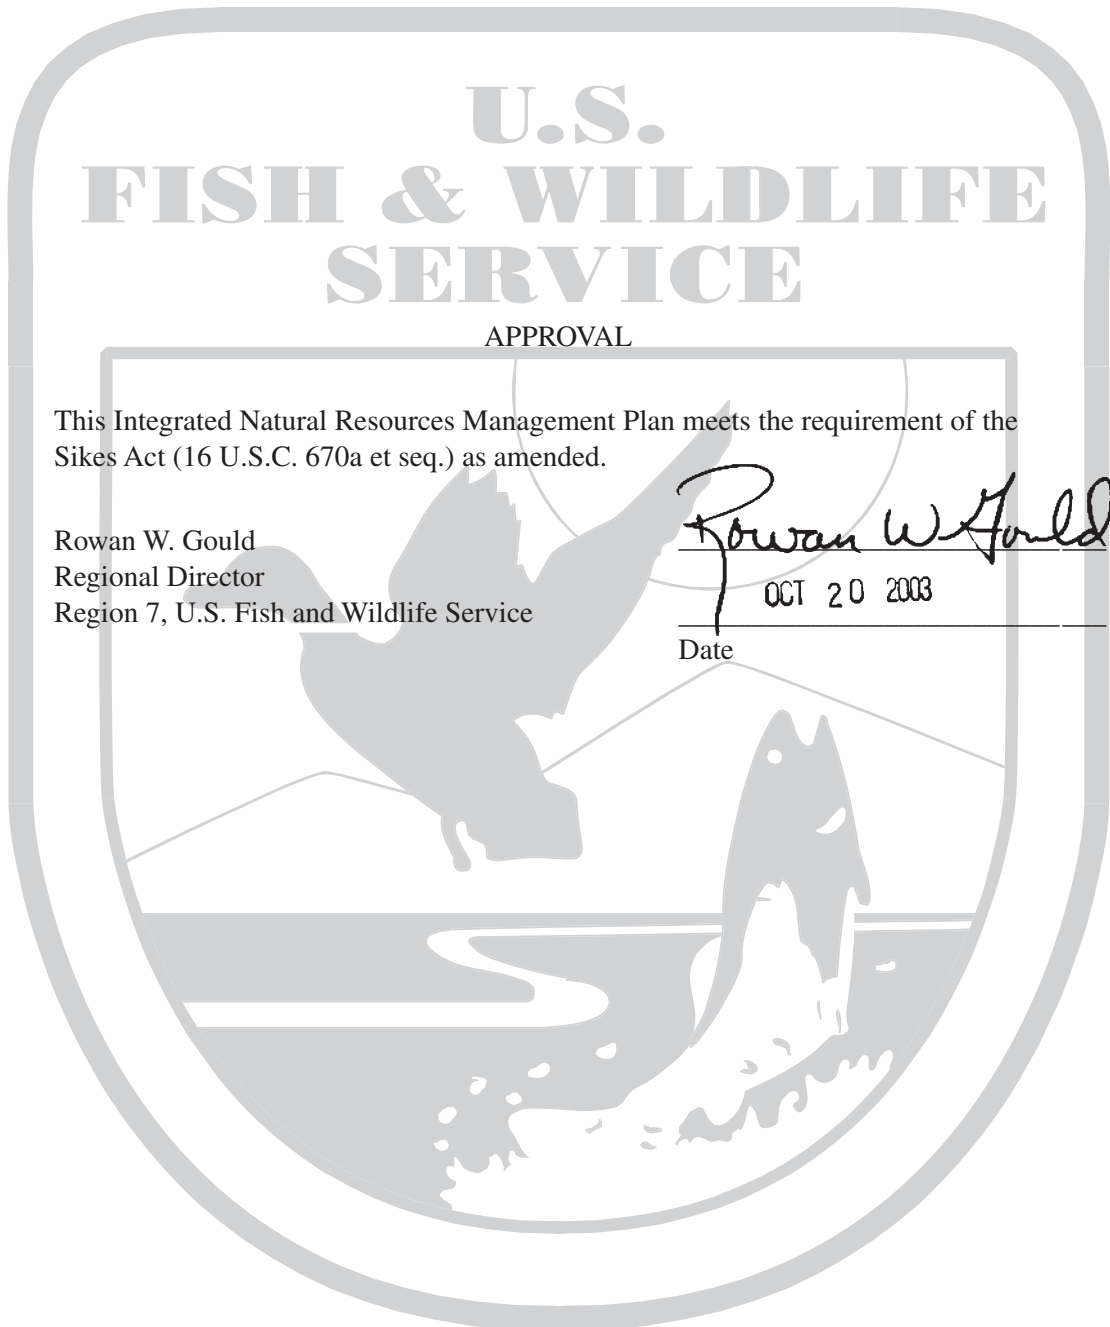 U.S.
FISH & WILDLIFE
SERVICE
APPROVAL
This Integrated Natural Resources Management Plan meets the requirement of the
Sikes Act (16 U.S.C. 670a et seq.) as amended.
Rowan W Gould
Rowan W. Gould
Regional Director
OCT 20 2003
Region 7, U.S. Fish and Wildlife Service
Date